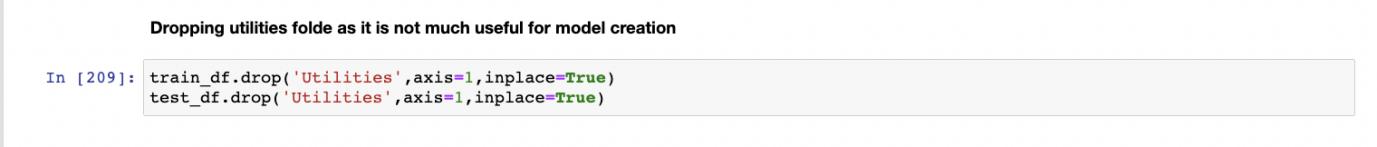 Dropping utilities folde as it is not much useful for model creation
In [209]: train_df.drop('Utilities',axis=1,inplace=True)
test_df.drop('Utilities',axis=1,inplace=True)